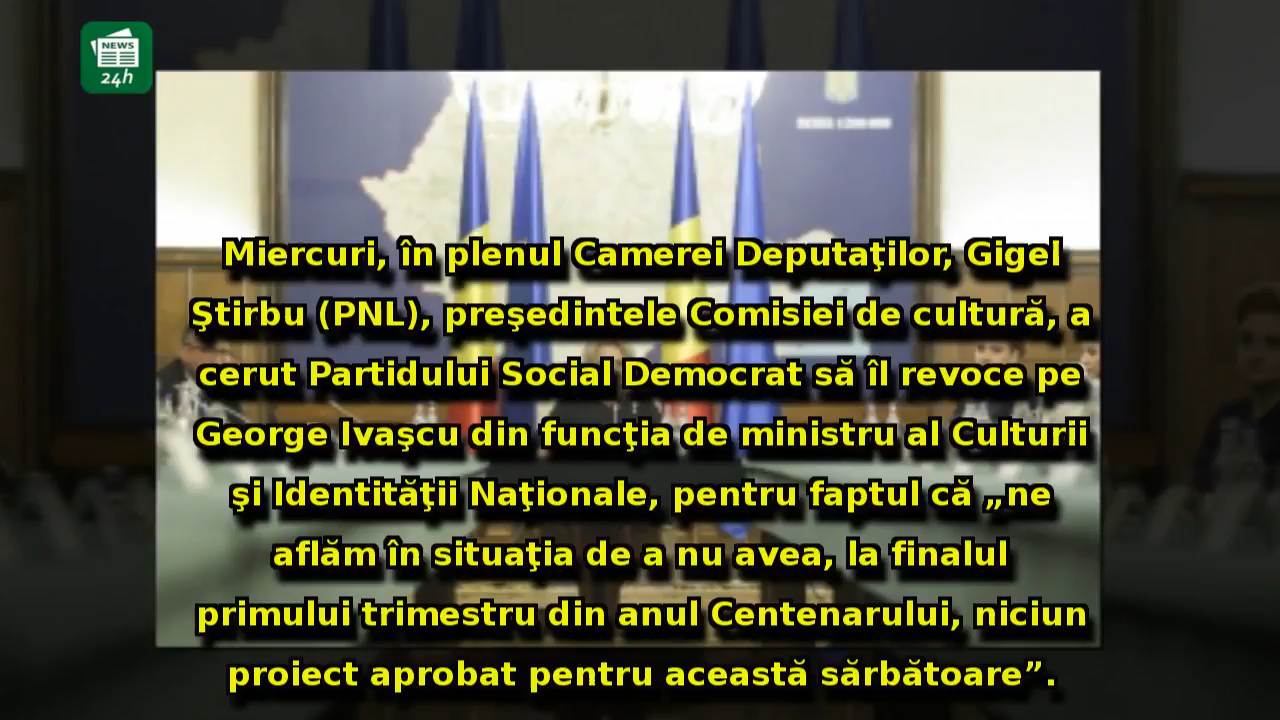 NEWS
24h
Miercuri, în plenul Camerei Deputaţilor, Gigel
Ştirbu (PNL), preşedintele Comisiei de cultură, a
cerut Partidului Social Democrat să îl revoce pe
George Ivaşcu din funcţia de ministru al Culturii
şi Identităţii Naţionale, pentru faptul că „ne
aflăm în situaţia de a nu avea, la finalul
primului trimestru din anul Centenarului, niciun
proiect aprobat pentru această sărbătoare”.